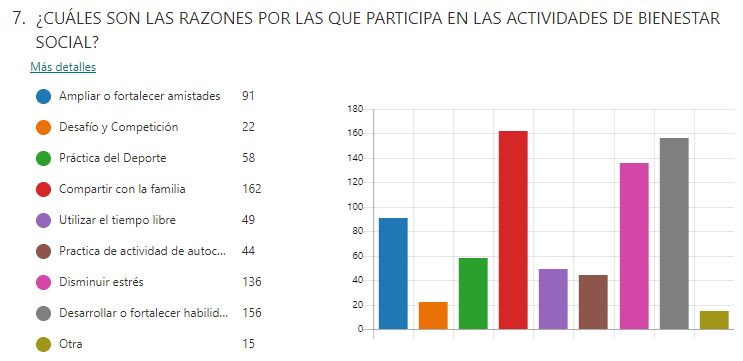 7. ¿CUÁLES SON LAS RAZONES POR LAS QUE PARTICIPA EN LAS ACTIVIDADES DE BIENESTAR
SOCIAL?
Más detalles
Ampliar o fortalecer amistades 91
Desafío y Competición 22
Práctica del Deporte 58
Compartir con la familia 162
Utilizar el tiempo libre 49
Practica de actividad de autoc... 44
Disminuir estrés 136
Desarrollar o fortalecer habilid... 156
Otra 15
180
160
140
120
100
80
60
40
20
0